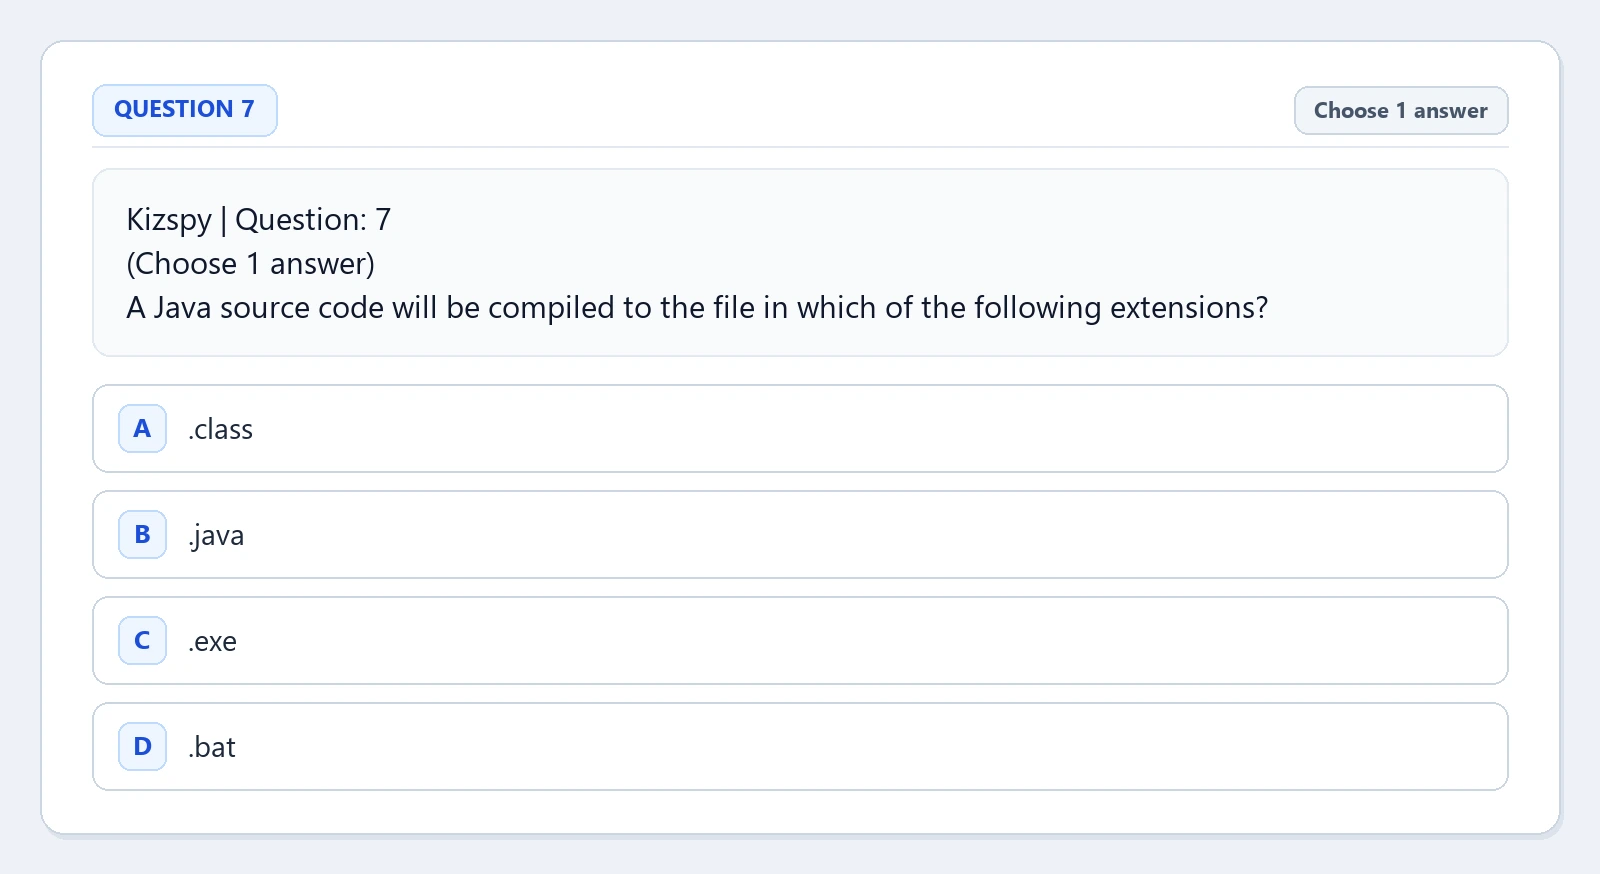 QUESTION 7
Choose 1 answer
Kizspy | Question: 7
(Choose 1 answer)
A Java source code will be compiled to the file in which of the following extensions?
A .class
B .java
C .exe
D .bat